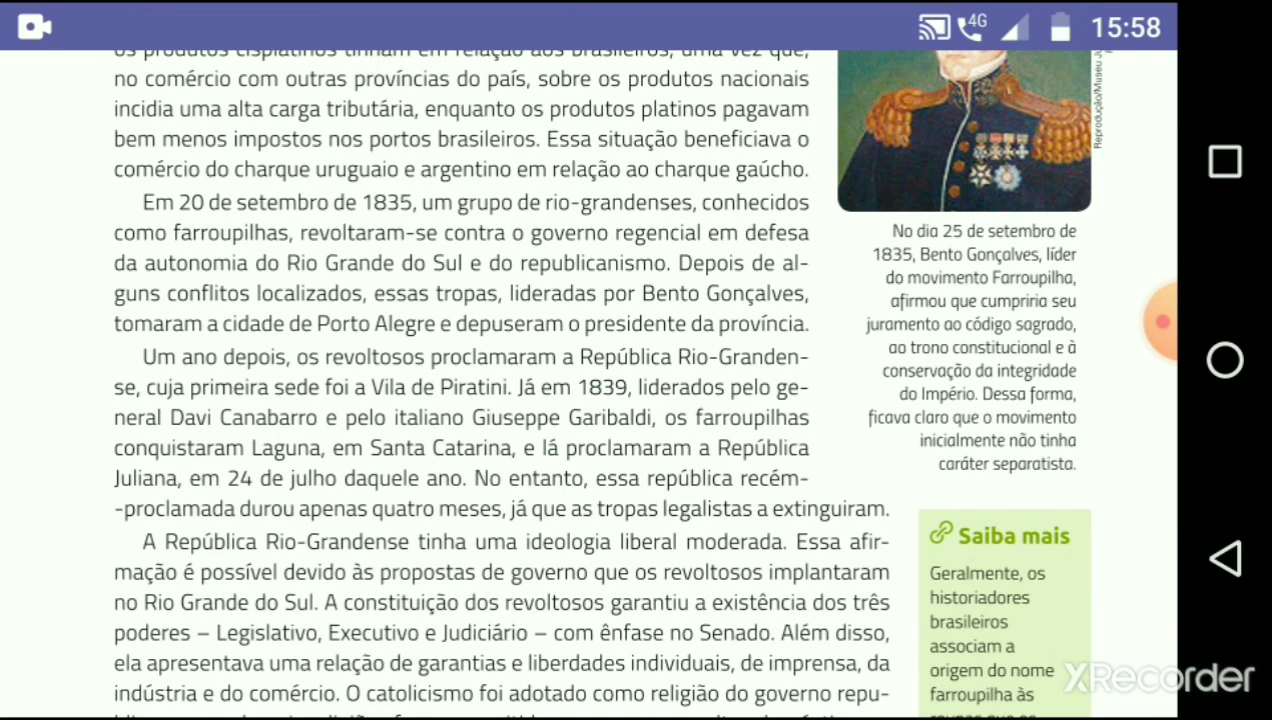 4G 15:58
os produtos cisplatinos tinham em relação aos brasileiros, uma vez que,
no comércio com outras províncias do país, sobre os produtos nacionais
incidia uma alta carga tributária, enquanto os produtos platinos pagavam
bem menos impostos nos portos brasileiros. Essa situação beneficiava o
comércio do charque uruguaio e argentino em relação ao charque gaúcho.
Em 20 de setembro de 1835, um grupo de rio-grandenses, conhecidos
como farroupilhas, revoltaram-se contra o governo regencial em defesa
da autonomia do Rio Grande do Sul e do republicanismo. Depois de al-
guns conflitos localizados, essas tropas, lideradas por Bento Gonçalves,
tomaram a cidade de Porto Alegre e depuseram o presidente da província.
Um ano depois, os revoltosos proclamaram a República Rio-Granden-
se, cuja primeira sede foi a Vila de Piratini. Já em 1839, liderados pelo ge-
neral Davi Canabarro e pelo italiano Giuseppe Garibaldi, os farroupilhas
conquistaram Laguna, em Santa Catarina, e lá proclamaram a República
Juliana, em 24 de julho daquele ano. No entanto, essa república recém-
-proclamada durou apenas quatro meses, já que as tropas legalistas a extinguiram.
A República Rio-Grandense tinha uma ideologia liberal moderada. Essa afir-
mação é possível devido às propostas de governo que os revoltosos implantaram
no Rio Grande do Sul. A constituição dos revoltosos garantiu a existência dos três
poderes – Legislativo, Executivo e Judiciário – com ênfase no Senado. Além disso,
ela apresentava uma relação de garantias e liberdades individuais, de imprensa, da
indústria e do comércio. O catolicismo foi adotado como religião do governo repu-
Reprodução/Museu
No dia 25 de setembro de
1835, Bento Gonçalves, líder
do movimento Farroupilha,
afirmou que cumpriria seu
juramento ao código sagrado,
ao trono constitucional e à
conservação da integridade
do Império. Dessa forma,
ficava claro que o movimento
inicialmente não tinha
caráter separatista.
Saiba mais
Geralmente, os
historiadores
brasileiros
associam a
origem do nome
farroupilha às
XRecorder